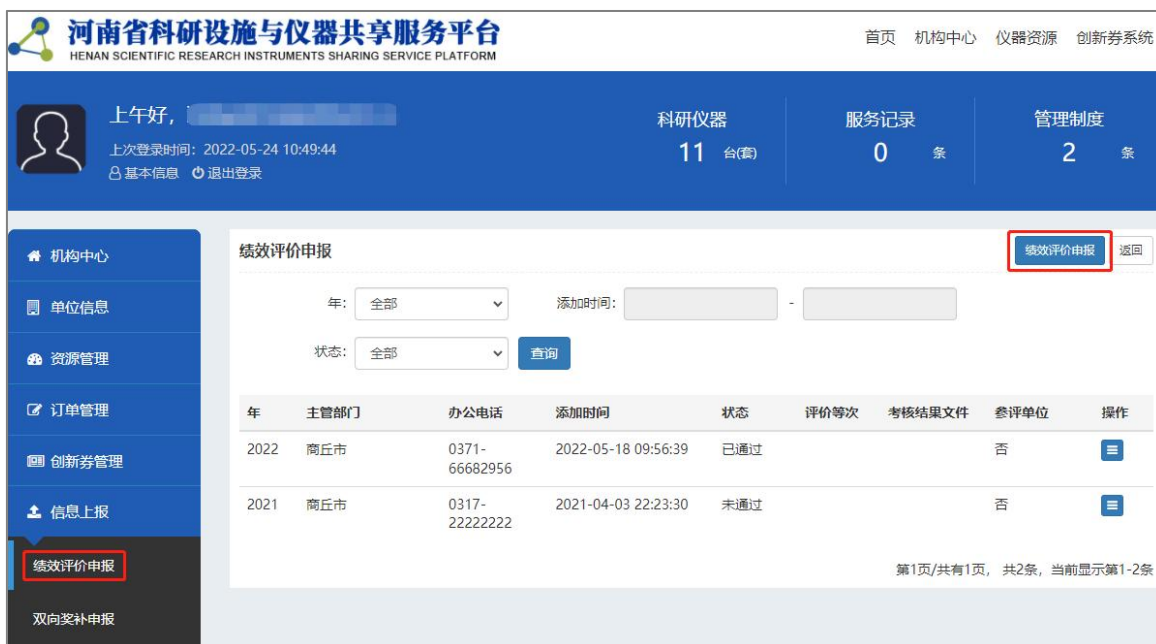 河南省科研设施与仪器共享服务平台
HENAN SCIENTIFIC RESEARCH INSTRUMENTS SHARING SERVICE PLATFORM
首页 机构中心 仪器资源 创新券系统
上午好，
上次登录时间：2022-05-24 10:49:44
基本信息 退出登录
科研仪器
11 台(套)
服务记录
0 条
管理制度
2 条
机构中心
单位信息
资源管理
订单管理
创新券管理
信息上报
绩效评价申报
双向奖补申报
绩效评价申报 绩效评价申报 返回
年： 全部 添加时间： -
状态： 全部 查询
年 主管部门 办公电话 添加时间 状态 评价等次 考核结果文件 参评单位 操作
2022 商丘市 0371- 2022-05-18 09:56:39 已通过 否
66682956
2021 商丘市 0317- 2021-04-03 22:23:30 未通过 否
22222222
第1页/共有1页， 共2条，当前显示第1-2条